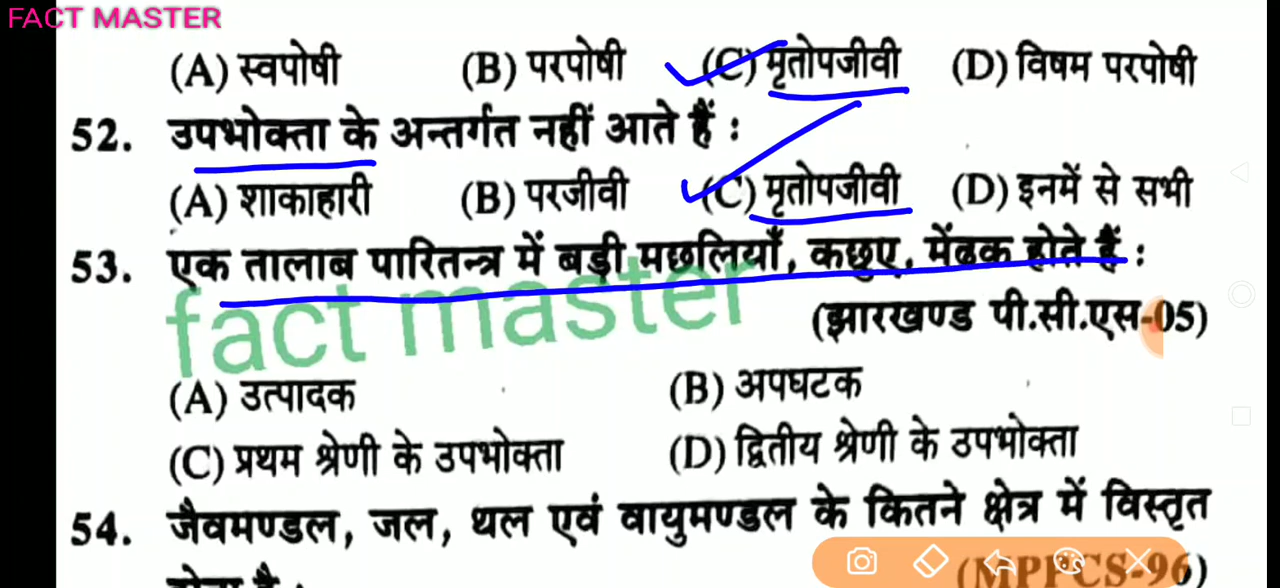 FACT MASTER
(A) स्वपोषी (B) परपोषी (C) मृतोपजीवी (D) विषम परपोषी
52. उपभोक्ता के अन्तर्गत नहीं आते हैं :
(A) शाकाहारी (B) परजीवी (C) मृतोपजीवी (D) इनमें से सभी
53. एक तालाब पारितन्त्र में बड़ी मछलियाँ, कछुए, मेंढक होते हैं :
fact master
(झारखण्ड पी.सी.एस-05)
(A) उत्पादक (B) अपघटक
(C) प्रथम श्रेणी के उपभोक्ता (D) द्वितीय श्रेणी के उपभोक्ता
54. जैवमण्डल, जल, थल एवं वायुमण्डल के कितने क्षेत्र में विस्तृत
(MPPCS-96)